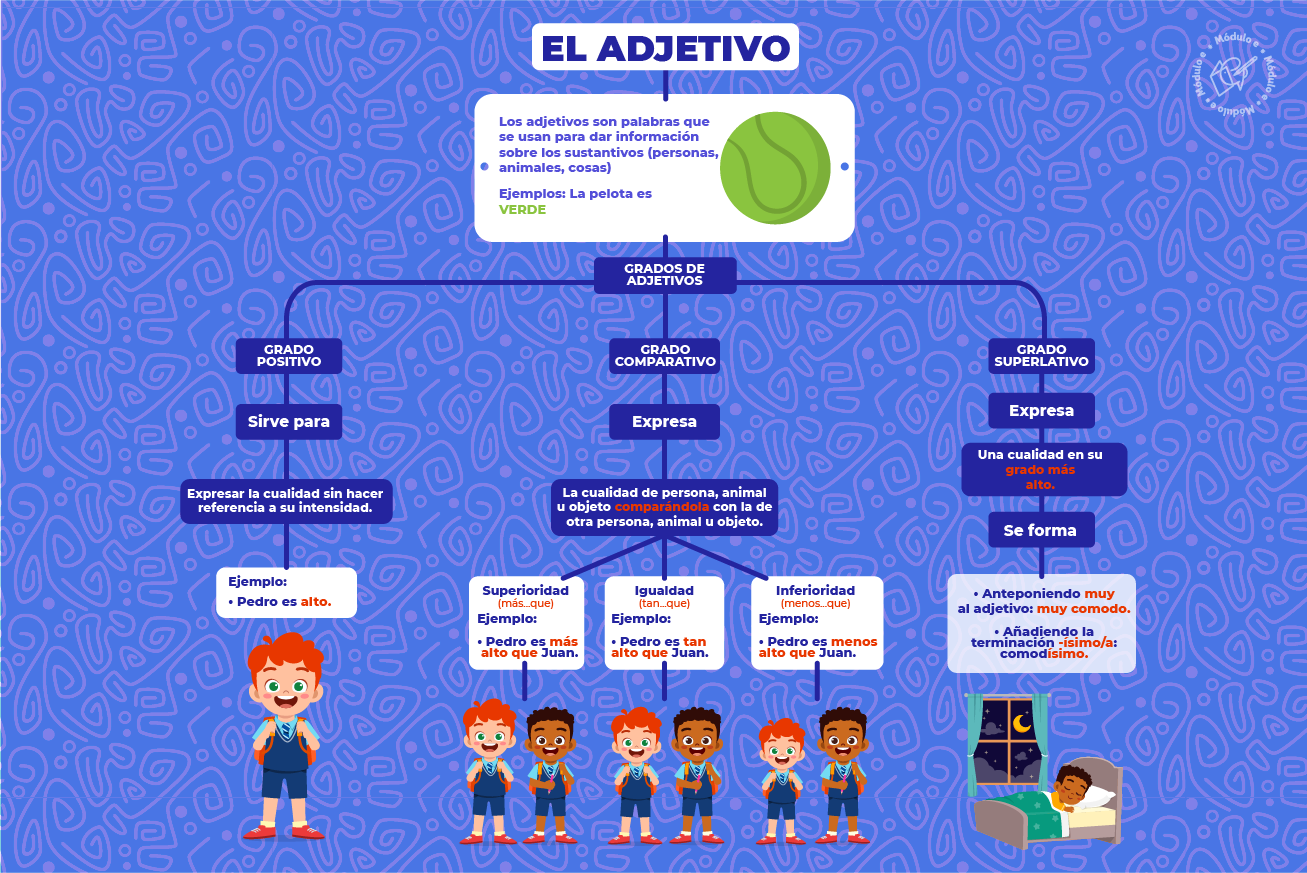 EL ADJETIVO
Módulo e • Módulo e • Módulo e • Módulo e •
Los adjetivos son palabras que
se usan para dar información
sobre los sustantivos (personas,
animales, cosas)
Ejemplos: La pelota es
VERDE
GRADOS DE
ADJETIVOS
GRADO
POSITIVO
Sirve para
Expresar la cualidad sin hacer
referencia a su intensidad.
Ejemplo:
• Pedro es alto.
GRADO
COMPARATIVO
Expresa
La cualidad de persona, animal
u objeto comparándola con la de
otra persona, animal u objeto.
Superioridad
(más...que)
Ejemplo:
• Pedro es más
alto que Juan.
Igualdad
(tan...que)
Ejemplo:
• Pedro es tan
alto que Juan.
Inferioridad
(menos...que)
Ejemplo:
• Pedro es menos
alto que Juan.
GRADO
SUPERLATIVO
Expresa
Una cualidad en su
grado más
alto.
Se forma
• Anteponiendo muy
al adjetivo: muy comodo.
• Añadiendo la
terminación -ísimo/a:
comodísimo.